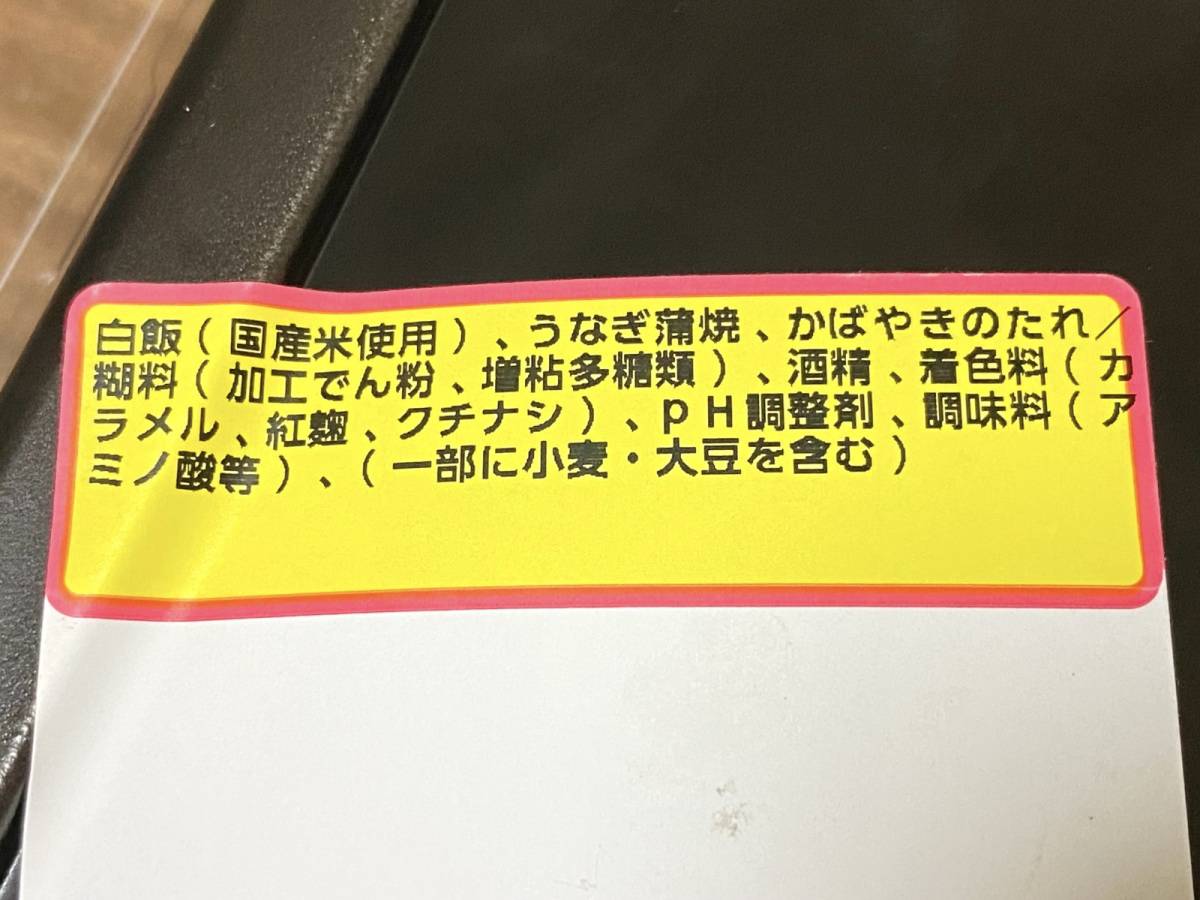 白飯(国産米使用)、うなぎ蒲焼、かばやきのたれ/
糊料(加工でん粉、増粘多糖類)、酒精、着色料(カ
ラメル、紅麹、クチナシ)、pH調整剤、調味料(ア
ミノ酸等)、(一部に小麦・大豆を含む)